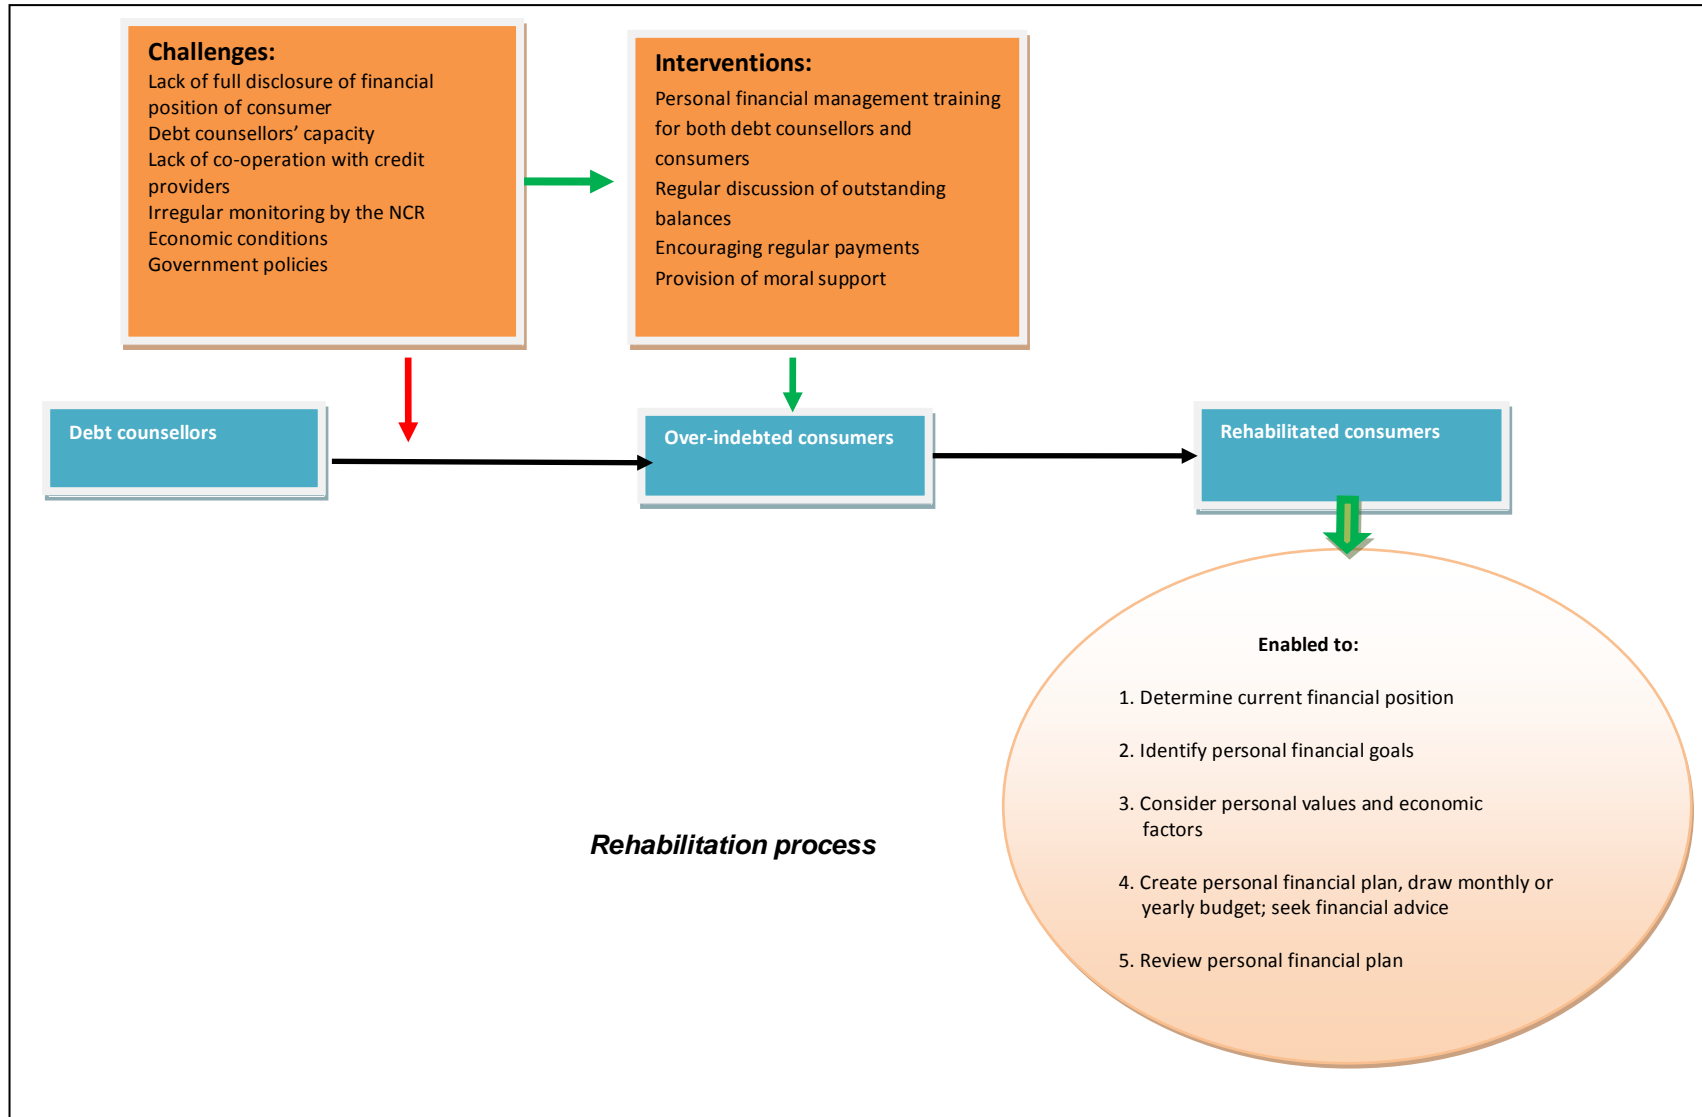 Challenges:
Lack of full disclosure of financial
position of consumer
Debt counsellors’ capacity
Lack of co-operation with credit
providers
Irregular monitoring by the NCR
Economic conditions
Government policies
Interventions:
Personal financial management training
for both debt counsellors and
consumers
Regular discussion of outstanding
balances
Encouraging regular payments
Provision of moral support
Debt counsellors
Over-indebted consumers
Rehabilitated consumers
Enabled to:
1. Determine current financial position
2. Identify personal financial goals
3. Consider personal values and economic
factors
4. Create personal financial plan, draw monthly or
yearly budget; seek financial advice
5. Review personal financial plan
Rehabilitation process